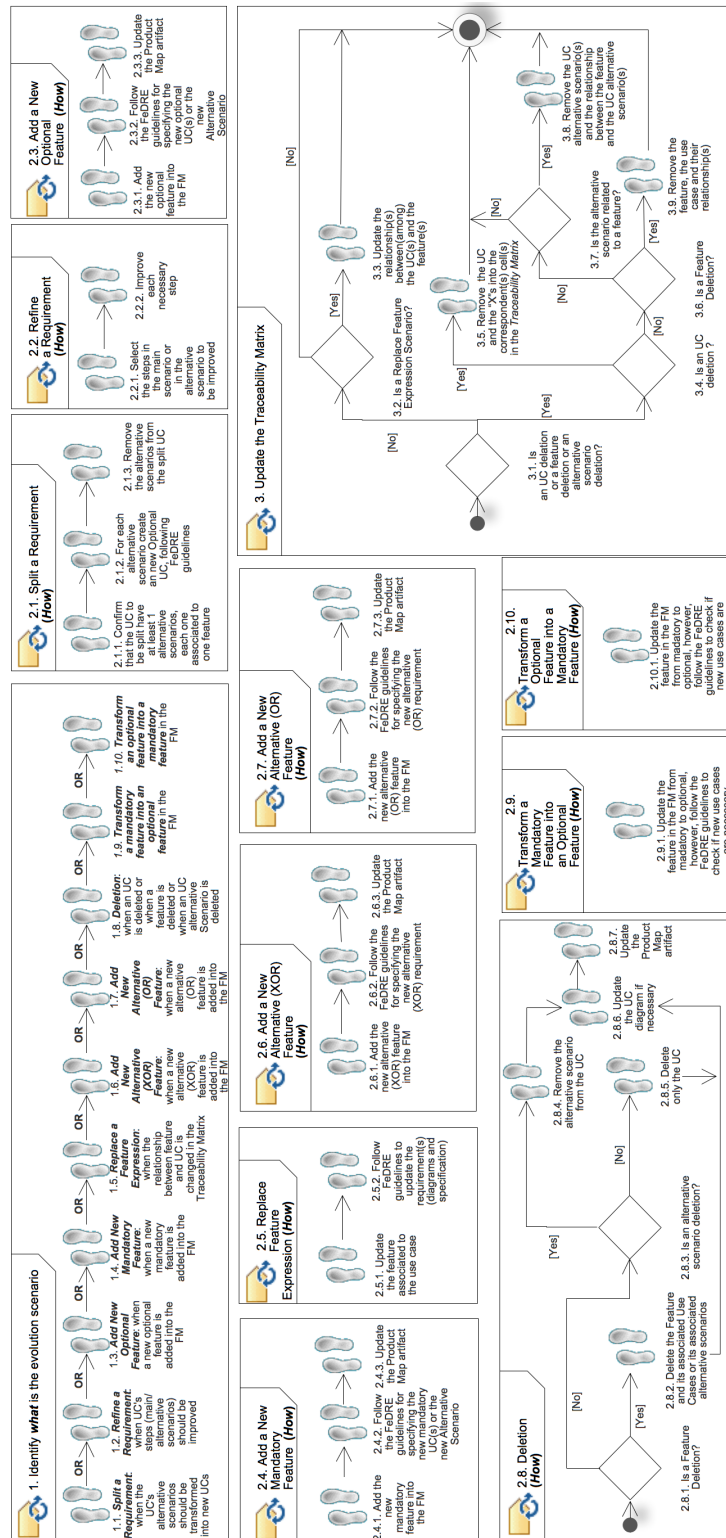 1. Identify what is the evolution scenario
1.1. Split a
Requirement:
when the
UC's
alternative
scenarios
should be
transformed
into new UCs
OR
1.2. Refine a
Requirement:
when UC's
steps (main/
alternative
scenarios)
should be
improved
OR
1.3. Add New
Optional
Feature: when
a new optional
feature is
added into the
FM
OR
1.4. Add New
Mandatory
Feature:
when a new
mandatory
feature is
added into the
FM
OR
1.5. Replace a
Feature
Expression:
when the
relationship
between feature
and UC is
changed in the
Traceability Matrix
OR
1.6. Add
New
Alternative
(XOR)
Feature:
when a new
alternative
(XOR)
feature is
added into
the FM
OR
1.7. Add
New
Alternative
(OR)
Feature:
when a new
alternative
(OR)
feature is
added into
the FM
OR
1.8. Deletion:
when an UC
is deleted or
when a
feature is
deleted or
when an UC
alternative
Scenario is
deleted
OR
1.9. Transform
a mandatory
feature into an
optional
feature in the
FM
OR
1.10. Transform
an optional
feature into a
mandatory
feature in the
FM
2.1. Split a Requirement
(How)
2.1.1. Confirm
that the UC to
be split have
at least 1
alternative
scenarios,
each one
associated to
one feature
2.1.2. For each
alternative
scenario create
an new Optional
UC, following
FeDRE
guidelines
2.1.3. Remove
the alternative
scenarios from
the split UC
2.2. Refine
a Requirement
(How)
2.2.1. Select
the steps in
the main
scenario or
in the
alternative
scenario to
be improved
2.2.2. Improve
each
necessary
step
2.3. Add a New
Optional
Feature (How)
2.3.1. Add
the new
optional
feature into
the FM
2.3.2. Follow
the FeDRE
guidelines for
specifying the
new optional
UC(s) or the
new
Alternative
Scenario
2.3.3. Update
the Product
Map artifact
2.4. Add a New
Mandatory
Feature (How)
2.4.1. Add the
new
mandatory
feature into
the FM
2.4.2. Follow
the FeDRE
guidelines for
specifying the
new mandatory
UC(s) or the
new Alternative
Scenario
2.4.3. Update
the Product
Map artifact
2.5. Replace
Feature
Expression (How)
2.5.1. Update
the feature
associated to
the use case
2.5.2. Follow
FeDRE
guidelines to
update the
requirement(s)
(diagrams and
specification)
2.6. Add a New
Alternative (XOR)
Feature
(How)
2.6.1. Add the
new alternative
(XOR) feature
into the FM
2.6.2. Follow the
FeDRE guidelines
for specifying the
new alternative
(XOR) requirement
2.6.3. Update
the Product
Map artifact
2.7. Add a New
Alternative (OR)
Feature
(How)
2.7.1. Add the
new alternative
(OR) feature
into the FM
2.7.2. Follow the
FeDRE guidelines
for specifying the
new alternative
(OR) requirement
2.7.3. Update
the Product
Map artifact
3. Update the Traceability Matrix
3.1. Is
an UC delation
or a feature
deletion or an
alternative
scenario
delation?
[No]
[Yes]
3.2. Is a Replace Feature
Expression Scenario?
[No]
[Yes]
3.3. Update the
relationship(s)
between(among)
the UC(s) and the
feature(s)
3.4. Is an UC
deletion ?
[Yes]
[No]
3.5. Remove the UC
and the "X"s into the
correspondent(s) cell(s)
in the Traceability Matrix
3.6. Is a Feature
Deletion?
[No]
[Yes]
3.7. Is the alternative
scenario related
to a feature?
[No]
[Yes]
3.8. Remove the UC
alternative scenario(s)
and the relationship
between the feature
and the UC alternative
scenario(s)
3.9. Remove the
feature, the use
case and their
relationship(s)
2.8. Deletion
(How)
2.8.1. Is a Feature
Deletion?
[No]
[Yes]
2.8.2. Delete the Feature
and its associated Use
Cases or its associated
alternative scenarios
2.8.3. Is an alternative
scenario deletion?
[Yes]
[No]
2.8.4. Remove the
alternative scenario
from the UC
2.8.5. Delete
only the UC
2.8.6. Update
the UC
diagram if
necessary
2.8.7.
Update
the
Product
Map
artifact
2.9.
Transform a
Mandatory
Feature into
an Optional
Feature (How)
2.9.1. Update the
feature in the FM from
madatory to optional,
however, follow the
FeDRE guidelines to
check if new use cases
2.10.
Transform a
Optional
Feature into a
Mandatory
Feature (How)
2.10.1. Update the
feature in the FM
from madatory to
optional, however,
follow the FeDRE
guidelines to check if
new use cases are